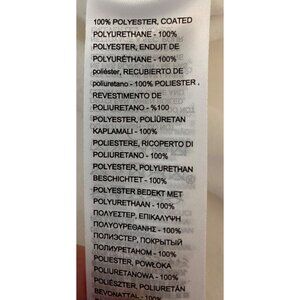 100% POLYESTER, COATED
POLYURETHANE - 100%
POLYESTER, ENDUIT DE
POLYURÉTHANE - 100%
poliéster, RECUBIERTO DE
poliuretano - 100% POLIESTER,
REVESTIMENTO DE
POLIURETANO - %100
POLYESTER, POLİÜRETAN
KAPLAMALI - 100%
POLIESTERE, RICOPERTO DI
POLIURETANO - 100%
POLYESTER, POLYURETHAN
BESCHICHTET - 100%
POLYESTER BEDEKT MET
POLYURETHAAN - 100%
ΠΟΛΥΕΣΤΕΡ, ΕΠΙΚΑΛΥΨΗ
ΠΟΛΥΟΥΡΕΘΑΝΗΣ - 100%
ПОЛИЭСТЕР, ПОКРЫТЫЙ
ПОЛИУРЕТАНОМ - 100%
POLIESTER, POWŁOKA
POLIURETANOWA - 100%
POLIÉSZTER, POLIURETÁN
BEVONATTAL - 100%